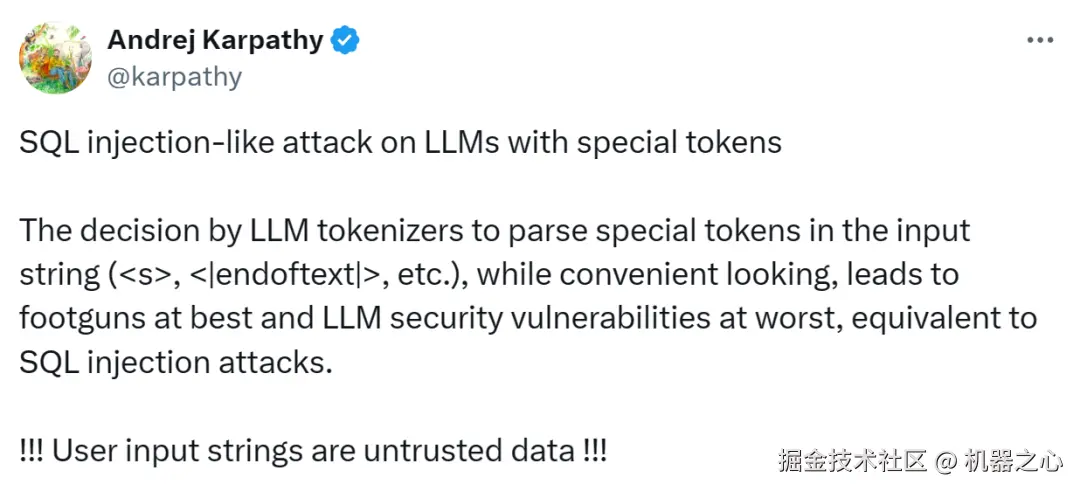 Andrej Karpathy
@karpathy
SQL injection-like attack on LLMs with special tokens
The decision by LLM tokenizers to parse special tokens in the input
string (<s>, <|endoftext|>, etc.), while convenient looking, leads to
footguns at best and LLM security vulnerabilities at worst, equivalent to
SQL injection attacks.
!!! User input strings are untrusted data !!!
掘金技术社区 @ 机器之心